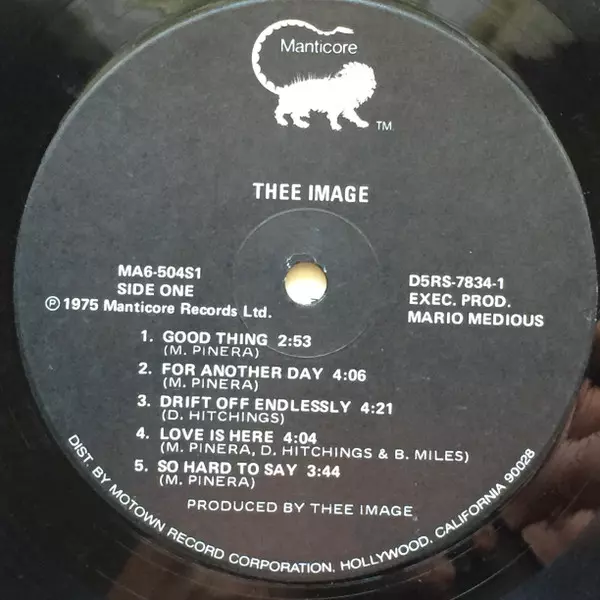 Manticore
TM
THEE IMAGE
MA6-504S1
SIDE ONE
℗ 1975 Manticore Records Ltd.
D5RS-7834-1
EXEC. PROD.
MARIO MEDIOUS
1. GOOD THING 2:53
(M. PINERA)
2. FOR ANOTHER DAY 4:06
(M. PINERA)
3. DRIFT OFF ENDLESSLY 4:21
(D. HITCHINGS)
4. LOVE IS HERE 4:04
(M. PINERA, D. HITCHINGS & B. MILES)
5. SO HARD TO SAY 3:44
(M. PINERA)
PRODUCED BY THEE IMAGE
DIST. BY MOTOWN RECORD CORPORATION, HOLLYWOOD, CALIFORNIA 90028